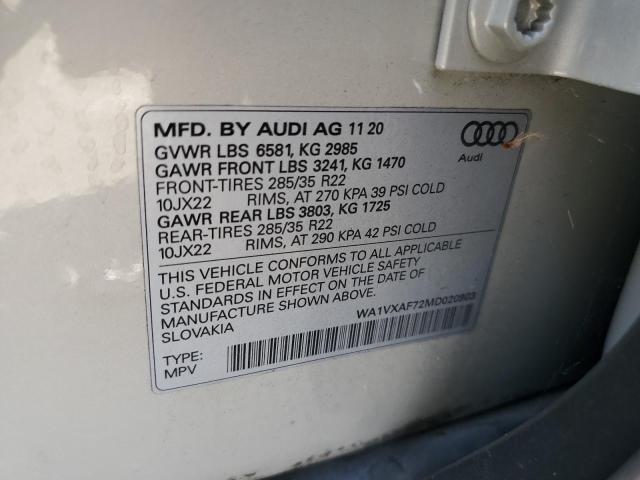 MFD. BY AUDI AG 11 20
GVWR LBS 6581, KG 2985
GAWR FRONT LBS 3241, KG 1470
FRONT-TIRES 285/35 R22
10JX22 RIMS, AT 270 KPA 39 PSI COLD
GAWR REAR LBS 3803, KG 1725
REAR-TIRES 285/35 R22
10JX22 RIMS, AT 290 KPA 42 PSI COLD
Audi
THIS VEHICLE CONFORMS TO ALL APPLICABLE
U.S. FEDERAL MOTOR VEHICLE SAFETY
STANDARDS IN EFFECT ON THE DATE OF
MANUFACTURE SHOWN ABOVE.
SLOVAKIA
WA1VXAF72MD020903
TYPE:
MPV